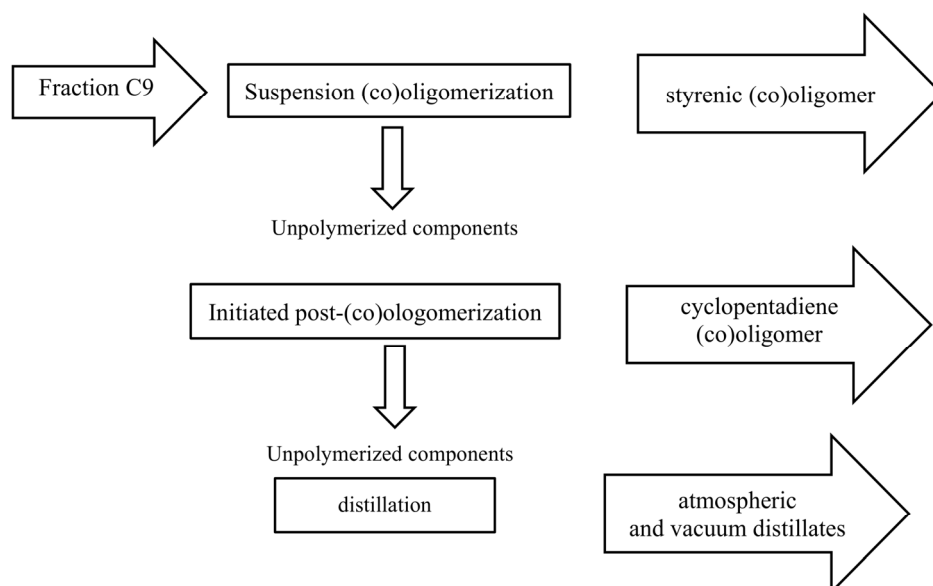 Fraction C9
Suspension (co)oligomerization
styrenic (co)oligomer
Unpolymerized components
Initiated post-(co)ologomerization
cyclopentadiene
(co)oligomer
Unpolymerized components
distillation
atmospheric
and vacuum distillates